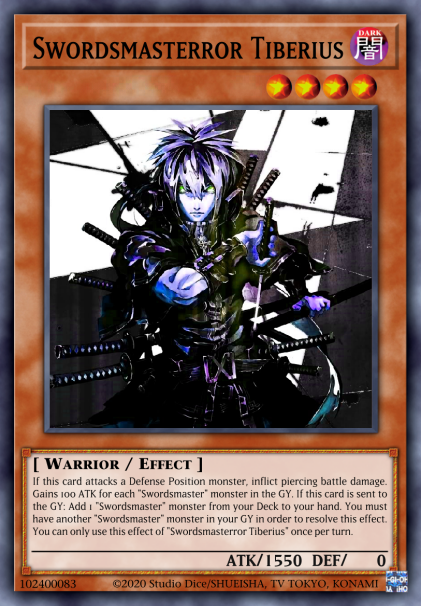 Swordsmasterror Tiberius
DARK
闇
[ Warrior / Effect ]
If this card attacks a Defense Position monster, inflict piercing battle damage.
Gains 100 ATK for each "Swordsmaster" monster in the GY. If this card is sent to
the GY: Add 1 "Swordsmaster" monster from your Deck to your hand. You must
have another "Swordsmaster" monster in your GY in order to resolve this effect.
You can only use this effect of "Swordsmasterror Tiberius" once per turn.
ATK/1550 DEF/ 0
102400083 ©2020 Studio Dice/SHUEISHA, TV TOKYO, KONAMI